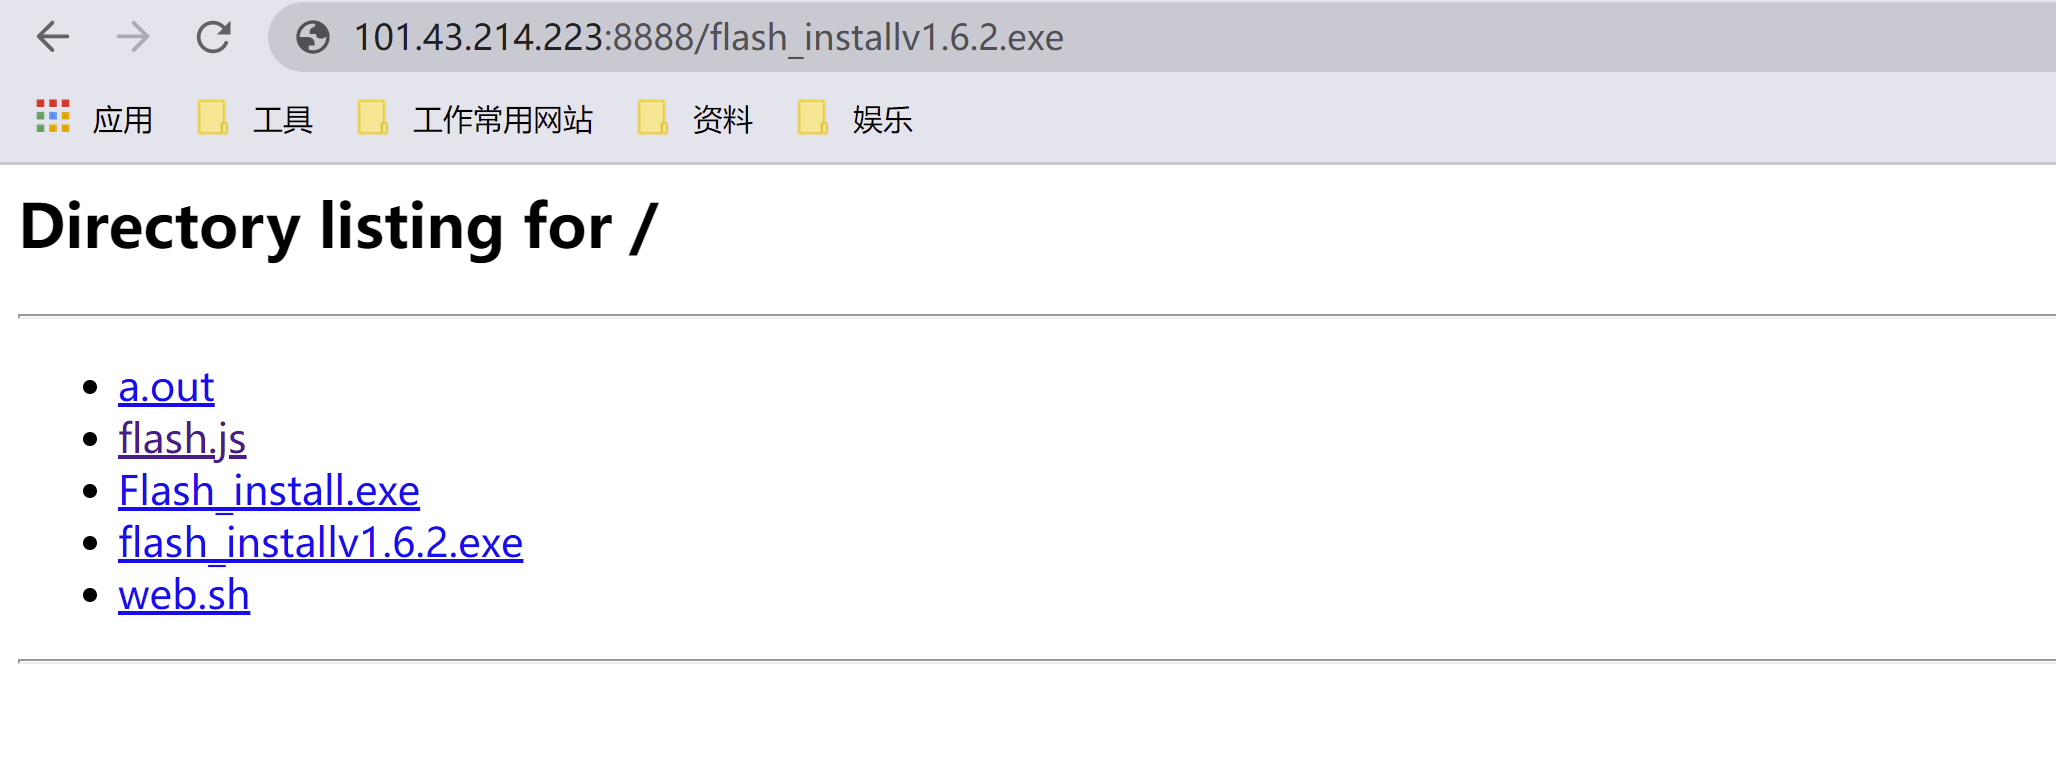 101.43.214.223:8888/flash_installv1.6.2.exe
应用 工具 工作常用网站 资料 娱乐
Directory listing for /
a.out
flash.js
Flash_install.exe
flash_installv1.6.2.exe
web.sh